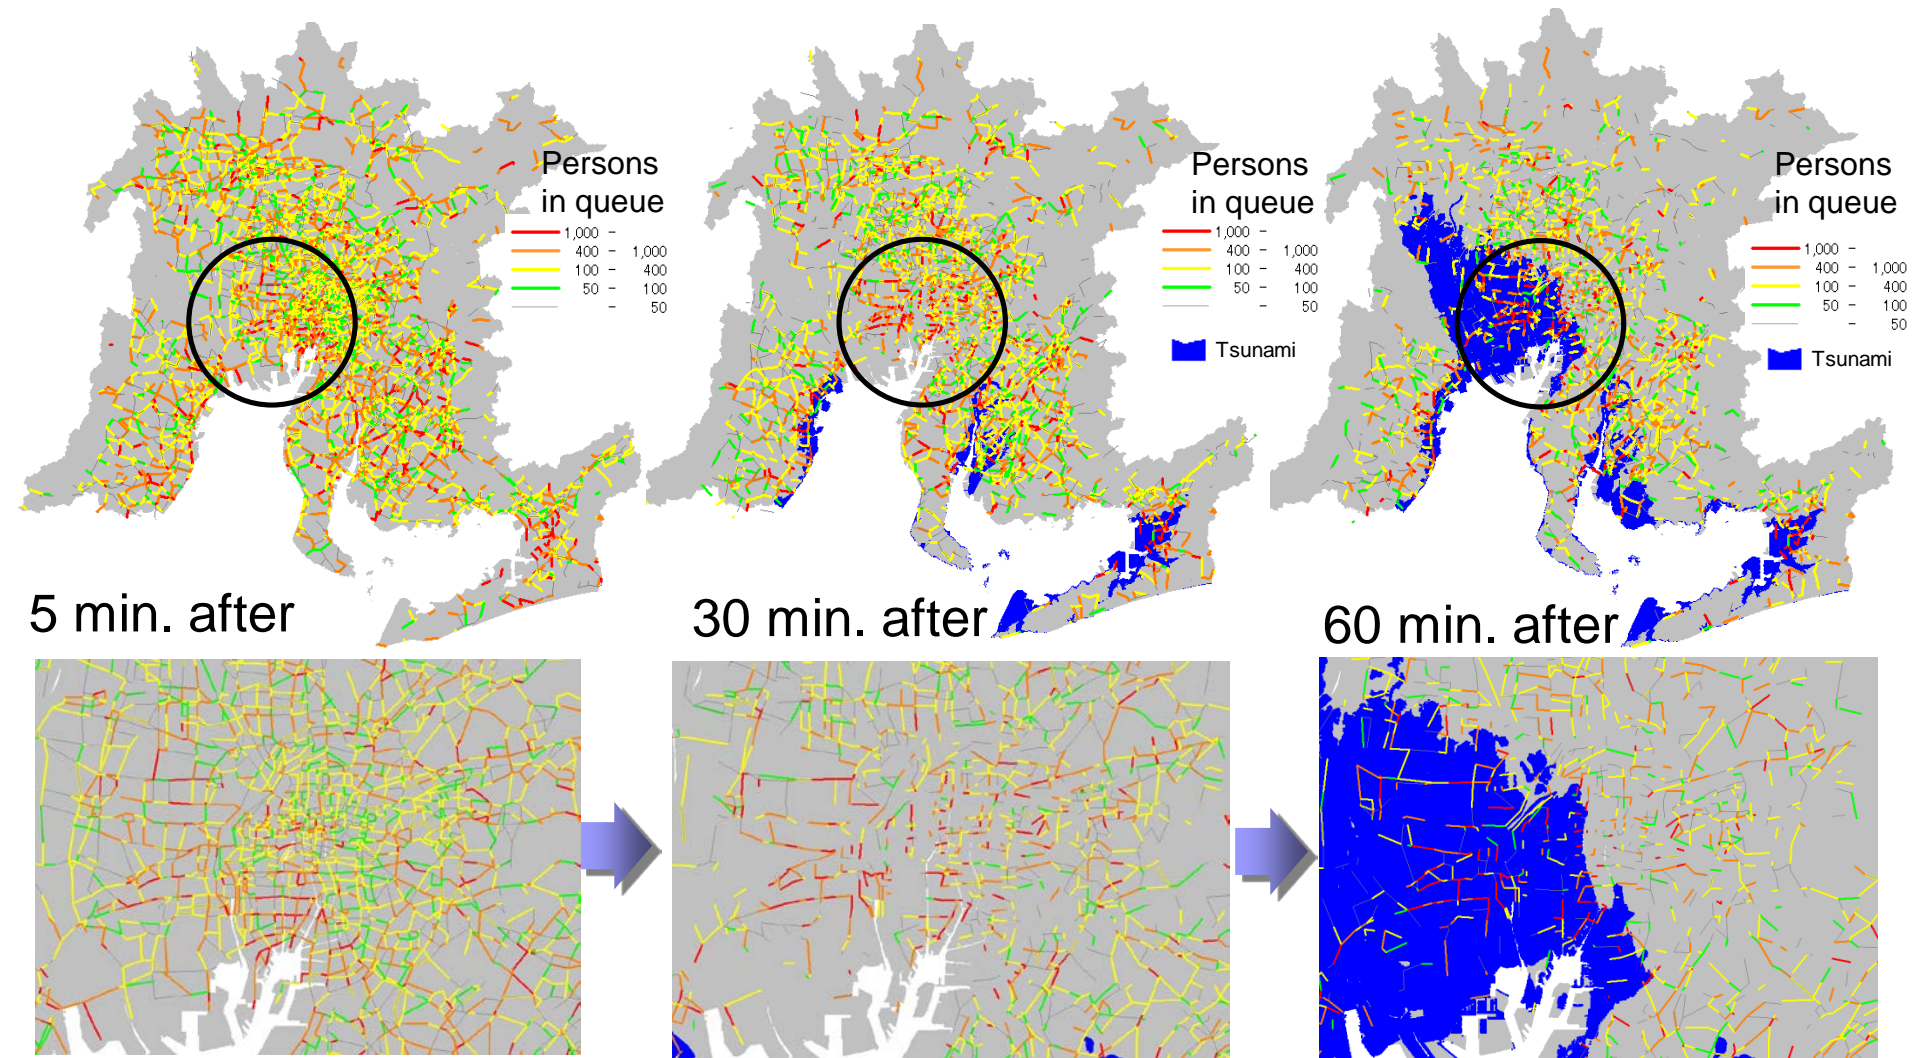 Persons
in queue
1,000 -
400 - 1,000
100 - 400
50 - 100
- 50
5 min. after
Persons
in queue
1,000 -
400 - 1,000
100 - 400
50 - 100
- 50
Tsunami
30 min. after
Persons
in queue
1,000 -
400 - 1,000
100 - 400
50 - 100
- 50
Tsunami
60 min. after